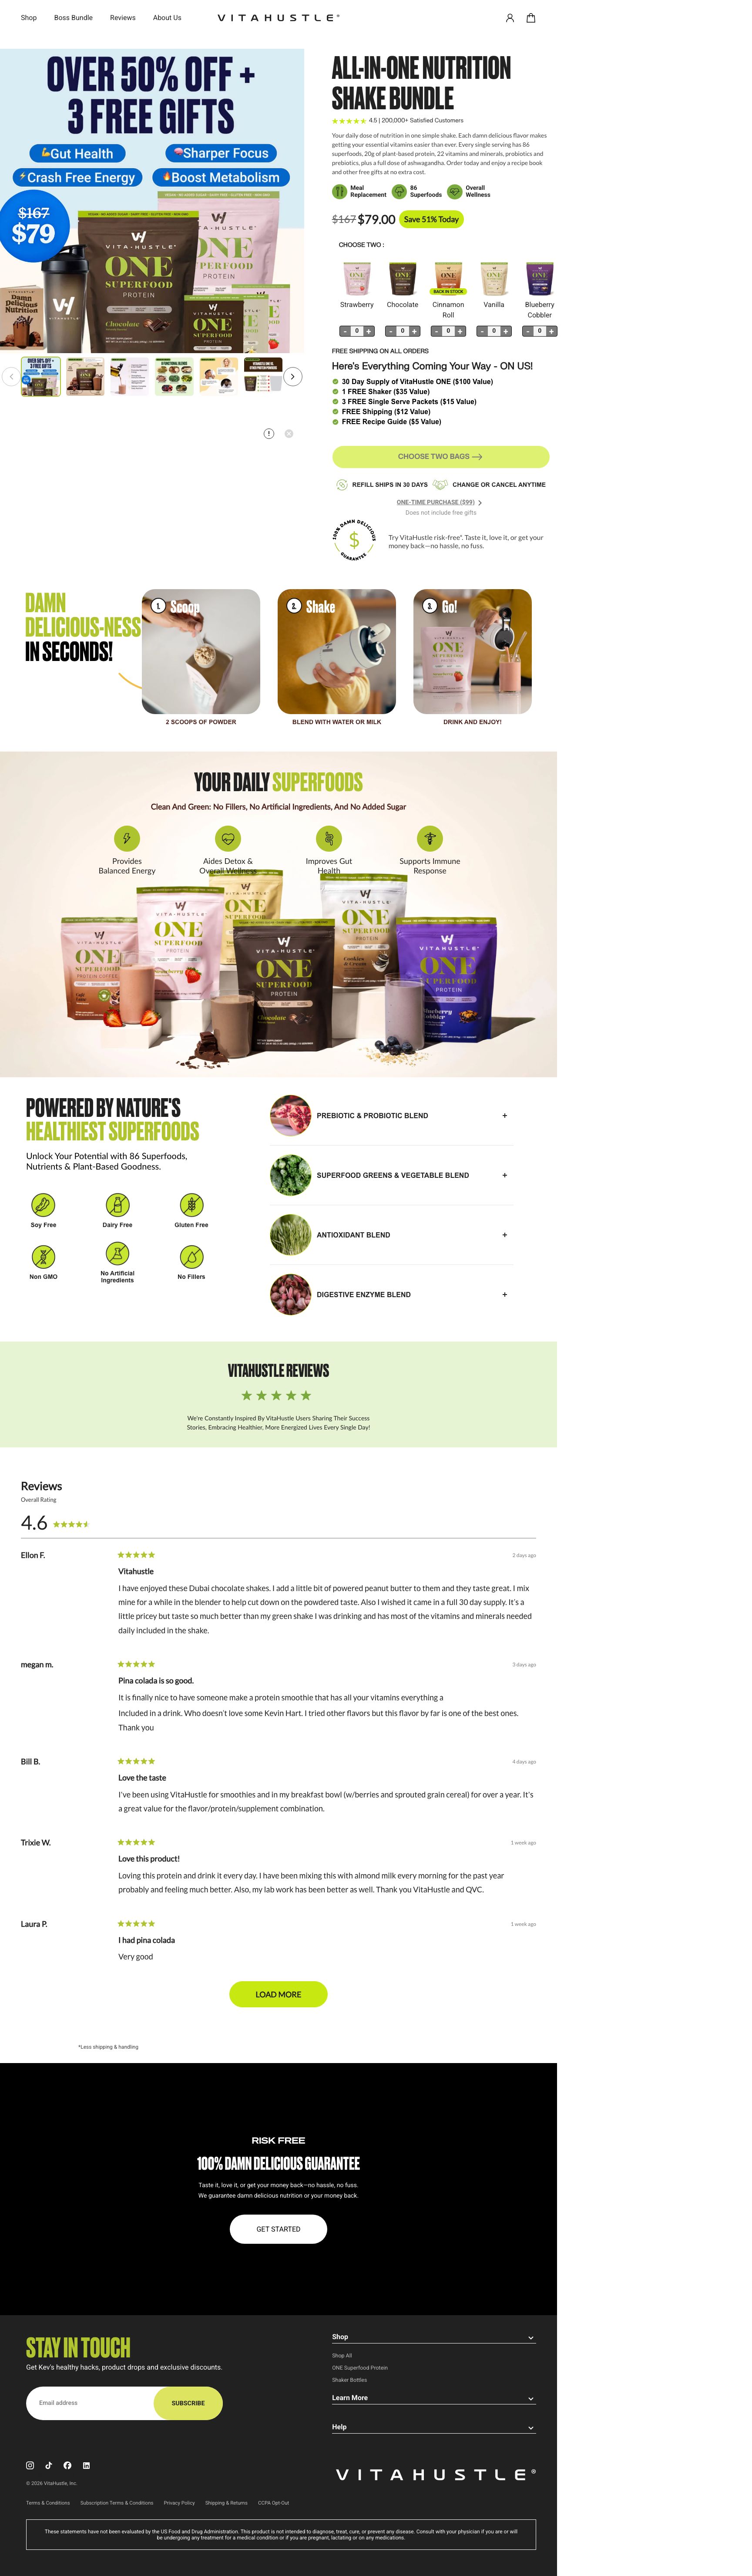 Shop
Boss Bundle
Reviews
About Us
VITAHUSTLE®
OVER 50% OFF +
3 FREE GIFTS
Gut Health
Sharper Focus
Crash Free Energy
Boost Metabolism
$167
$79
VITA·HUSTLE
ONE
SUPERFOOD
PROTEIN
Chocolate
Damn
Delicious
Nutrition
ALL-IN-ONE NUTRITION
SHAKE BUNDLE
4.5 | 200,000+ Satisfied Customers
Your daily dose of nutrition in one simple shake. Each damn delicious flavor makes
getting your essential vitamins easier than ever. Every single serving has 86
superfoods, 20g of plant-based protein, 22 vitamins and minerals, probiotics and
prebiotics, plus a full dose of ashwagandha. Order today and enjoy a recipe book
and other free gifts at no extra cost.
Meal
Replacement
86
Superfoods
Overall
Wellness
$167 $79.00 Save 51% Today
CHOOSE TWO :
BACK IN STOCK
Strawberry
Chocolate
Cinnamon
Roll
Vanilla
Blueberry
Cobbler
- 0 +
- 0 +
- 0 +
- 0 +
- 0 +
FREE SHIPPING ON ALL ORDERS
Here's Everything Coming Your Way - ON US!
30 Day Supply of VitaHustle ONE ($100 Value)
1 FREE Shaker ($35 Value)
3 FREE Single Serve Packets ($15 Value)
FREE Shipping ($12 Value)
FREE Recipe Guide ($5 Value)
CHOOSE TWO BAGS
REFILL SHIPS IN 30 DAYS
CHANGE OR CANCEL ANYTIME
ONE-TIME PURCHASE ($99)
Does not include free gifts
100% DAMN DELICIOUS
GUARANTEE
Try VitaHustle risk-free*. Taste it, love it, or get your
money back—no hassle, no fuss.
DAMN
DELICIOUS-NESS
IN SECONDS!
1. Scoop
2. Shake
3. Go!
2 SCOOPS OF POWDER
BLEND WITH WATER OR MILK
DRINK AND ENJOY!
YOUR DAILY SUPERFOODS
Clean And Green: No Fillers, No Artificial Ingredients, And No Added Sugar
Provides
Balanced Energy
Aides Detox &
Overall Wellness
Improves Gut
Health
Supports Immune
Response
VITA·HUSTLE
ONE
SUPERFOOD
PROTEIN
Strawberry
Chocolate
Cookies
& Cream
Blueberry
Cobbler
POWERED BY NATURE'S
HEALTHIEST SUPERFOODS
Unlock Your Potential with 86 Superfoods,
Nutrients & Plant-Based Goodness.
Soy Free
Dairy Free
Gluten Free
Non GMO
No Artificial
Ingredients
No Fillers
PREBIOTIC & PROBIOTIC BLEND +
SUPERFOOD GREENS & VEGETABLE BLEND +
ANTIOXIDANT BLEND +
DIGESTIVE ENZYME BLEND +
VITAHUSTLE REVIEWS
We're Constantly Inspired By VitaHustle Users Sharing Their Success
Stories, Embracing Healthier, More Energized Lives Every Single Day!
Reviews
Overall Rating
4.6
Ellon F.
2 days ago
Vitahustle
I have enjoyed these Dubai chocolate shakes. I add a little bit of powered peanut butter to them and they taste great. I mix
mine for a while in the blender to help cut down on the powdered taste. Also I wished it came in a full 30 day supply. It's a
little pricey but taste so much better than my green shake I was drinking and has most of the vitamins and minerals needed
daily included in the shake.
megan m.
3 days ago
Pina colada is so good.
It is finally nice to have someone make a protein smoothie that has all your vitamins everything a
Included in a drink. Who doesn't love some Kevin Hart. I tried other flavors but this flavor by far is one of the best ones.
Thank you
Bill B.
4 days ago
Love the taste
I've been using VitaHustle for smoothies and in my breakfast bowl (w/berries and sprouted grain cereal) for over a year. It's
a great value for the flavor/protein/supplement combination.
Trixie W.
1 week ago
Love this product!
Loving this protein and drink it every day. I have been mixing this with almond milk every morning for the past year
probably and feeling much better. Also, my lab work has been better as well. Thank you VitaHustle and QVC.
Laura P.
1 week ago
I had pina colada
Very good
LOAD MORE
*Less shipping & handling
RISK FREE
100% DAMN DELICIOUS GUARANTEE
Taste it, love it, or get your money back—no hassle, no fuss.
We guarantee damn delicious nutrition or your money back.
GET STARTED
STAY IN TOUCH
Get Kev's healthy hacks, product drops and exclusive discounts.
Email address
SUBSCRIBE
Shop
Shop All
ONE Superfood Protein
Shaker Bottles
Learn More
Help
© 2026 VitaHustle, Inc.
VITAHUSTLE®
Terms & Conditions
Subscription Terms & Conditions
Privacy Policy
Shipping & Returns
CCPA Opt-Out
These statements have not been evaluated by the US Food and Drug Administration. This product is not intended to diagnose, treat, cure, or prevent any disease. Consult with your physician if you are or will
be undergoing any treatment for a medical condition or if you are pregnant, lactating or on any medications.